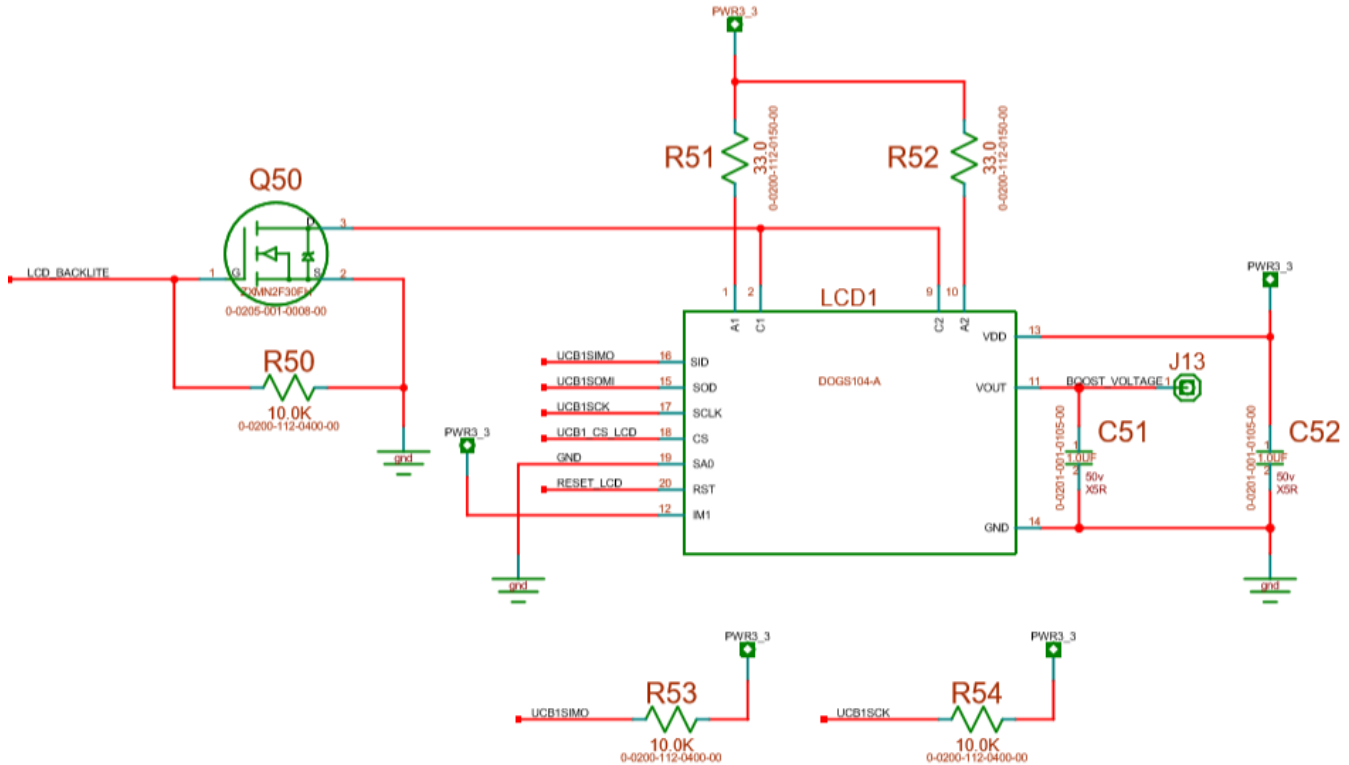 PWR3_3
R51
33.0
0-0200-112-0150-00
R52
33.0
0-0200-112-0150-00
Q50
D
3
LCD_BACKLITE
1
G
S
2
ZXMN2F30FH
0-0205-001-0008-00
R50
10.0K
0-0200-112-0400-00
gnd
PWR3_3
1
2
9
10
LCD1
A1
C1
C2
A2
DOGS104-A
UCB1SIMO
16
SID
UCB1SOMI
15
SOD
UCB1SCK
17
SCLK
UCB1_CS_LCD
18
CS
GND
19
SA0
RESET_LCD
20
RST
12
IM1
gnd
VDD
13
VOUT
11
BOOST_VOLTAGE
1
J13
GND
14
PWR3_3
C51
1
1.0UF
2
50v
X5R
0-0201-001-0105-00
C52
1
1.0UF
2
50v
X5R
0-0201-001-0105-00
gnd
PWR3_3
R53
UCB1SIMO
10.0K
0-0200-112-0400-00
PWR3_3
R54
UCB1SCK
10.0K
0-0200-112-0400-00